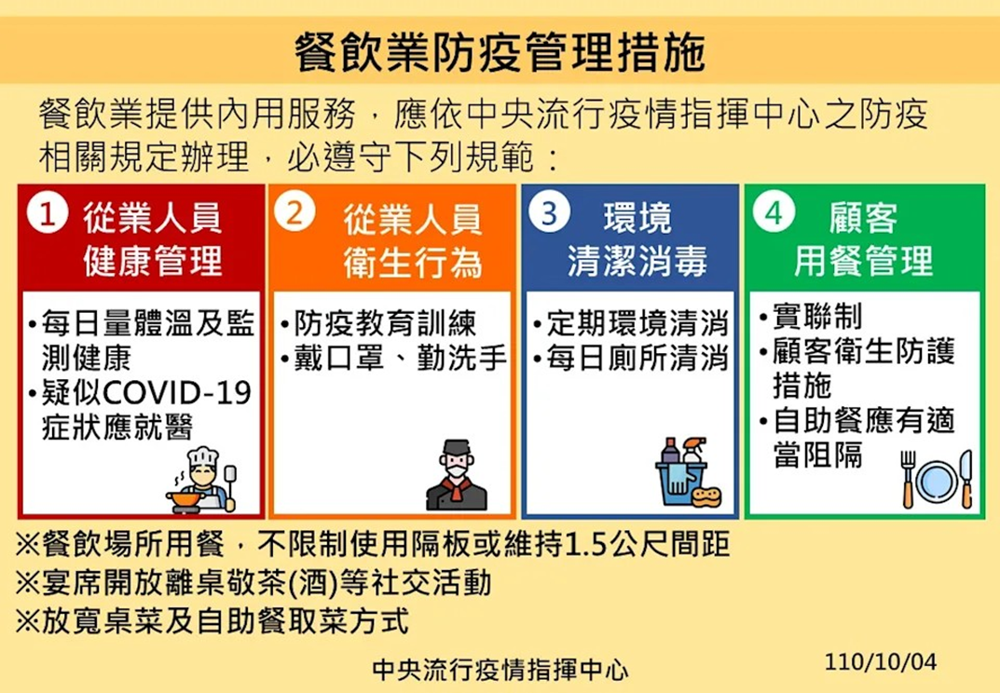 餐飲業防疫管理措施
餐飲業提供內用服務，應依中央流行疫情指揮中心之防疫
相關規定辦理，必遵守下列規範：
1 從業人員
健康管理
•每日量體溫及監
測健康
•疑似COVID-19
症狀應就醫
2 從業人員
衛生行為
•防疫教育訓練
•戴口罩、勤洗手
3 環境
清潔消毒
•定期環境清消
•每日廁所清消
4 顧客
用餐管理
•實聯制
•顧客衛生防護
措施
•自助餐應有適
當阻隔
※餐飲場所用餐，不限制使用隔板或維持1.5公尺間距
※宴席開放離桌敬茶(酒)等社交活動
※放寬桌菜及自助餐取菜方式
中央流行疫情指揮中心
110/10/04